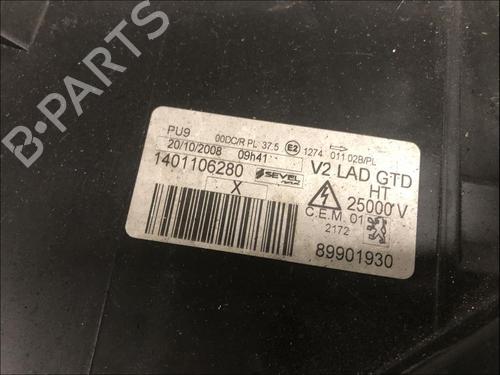 PU9 00DC/R PL 37.5 E2 1274 011 02B/PL
20/10/2008 09h41
1401106280 SEVEL V2 LAD GTD
X HT
25000 V
C.E.M. 01
2172
89901930
B-PARTS